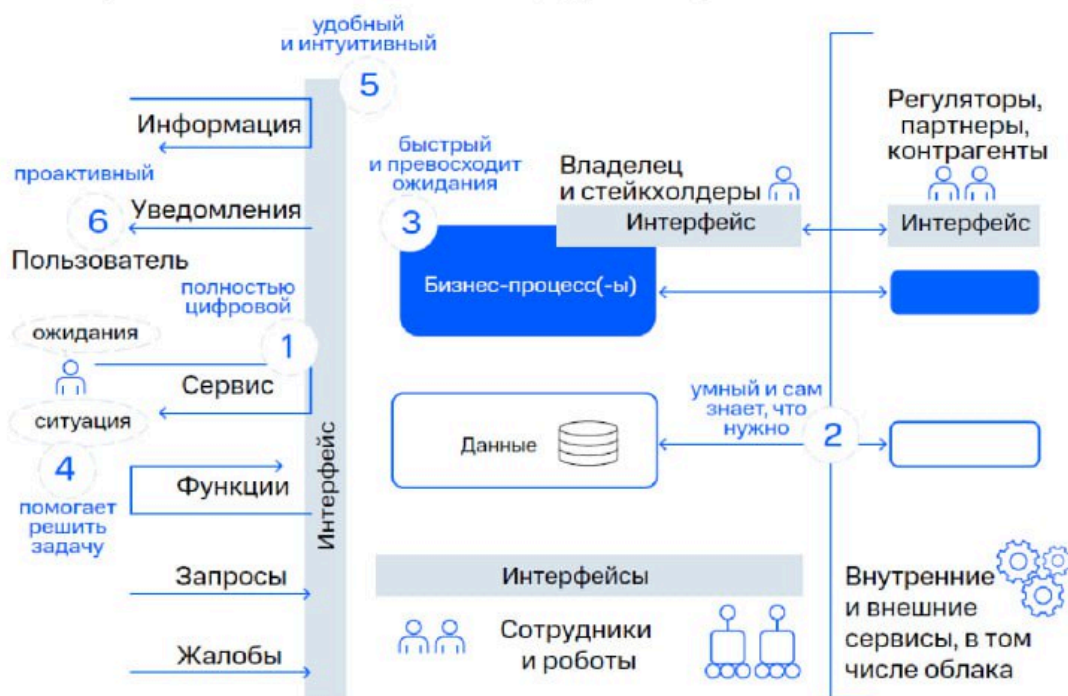 удобный
и интуитивный
5
Информация
проактивный
6
Уведомления
Пользователь
быстрый
и превосходит
ожидания
3
Владелец
и стейкхолдеры
Интерфейс
Регуляторы,
партнеры,
контрагенты
Интерфейс
Бизнес-процесс(-ы)
полностью
цифровой
1
ожидания
Сервис
ситуация
4
помогает
решить
задачу
Функции
Интерфейс
Данные
умный и сам
знает, что
нужно
2
Запросы
Жалобы
Интерфейсы
Сотрудники
и роботы
Внутренние
и внешние
сервисы, в том
числе облака